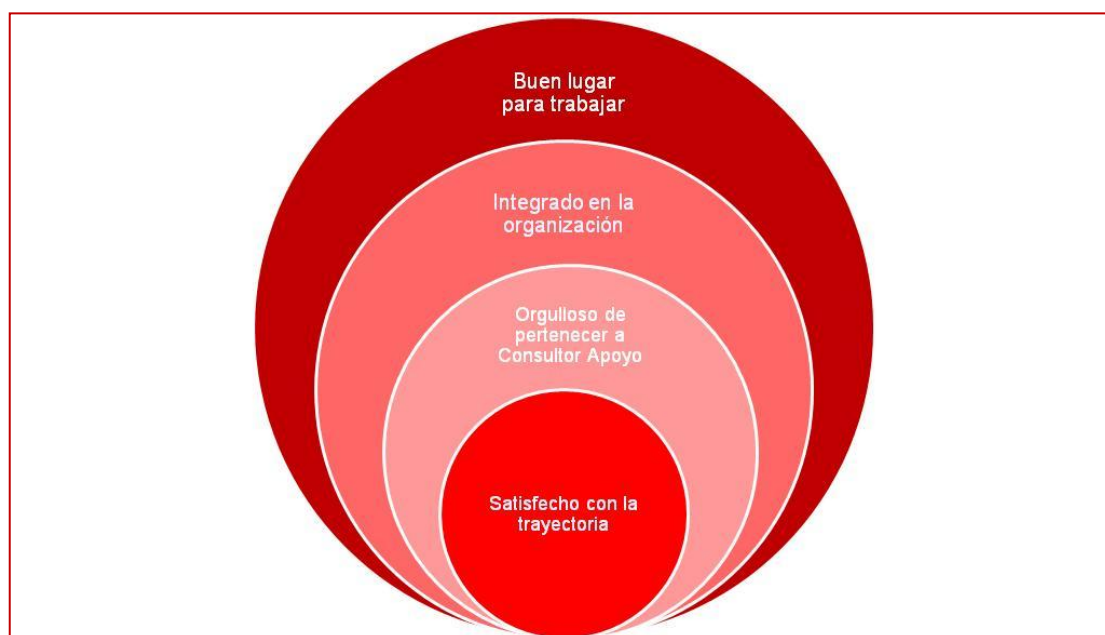 Buen lugar
para trabajar
Integrado en la
organización
Orgulloso de
pertenecer a
Consultor Apoyo
Satisfecho con la
trayectoria